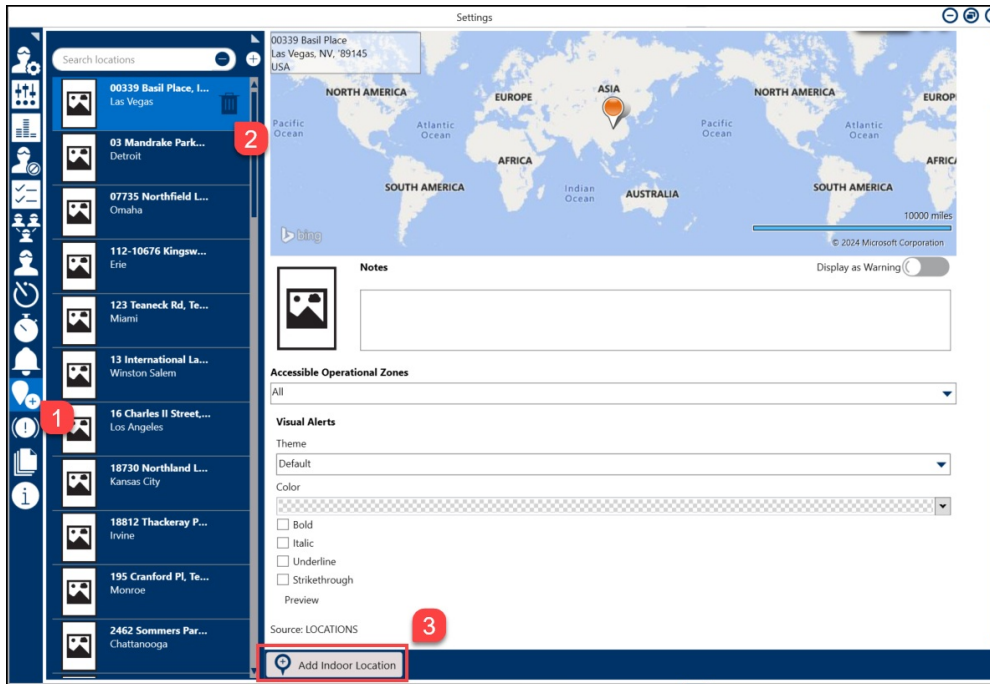 Settings
Search locations
00339 Basil Place, I...
Las Vegas
2
03 Mandrake Park...
Detroit
07735 Northfield L...
Omaha
112-10676 Kingsw...
Erie
123 Teaneck Rd, Te...
Miami
13 International La...
Winston Salem
1
16 Charles II Street,...
Los Angeles
18730 Northland L...
Kansas City
18812 Thackeray P...
Irvine
195 Cranford Pl, Te...
Monroe
2462 Sommers Par...
Chattanooga
00339 Basil Place
Las Vegas, NV, '89145
USA
NORTH AMERICA
EUROPE
ASIA
NORTH AMERICA
EUROP
Pacific
Ocean
Atlantic
Ocean
Pacific
Ocean
Atlantic
Ocean
AFRICA
AFRICA
SOUTH AMERICA
Indian
Ocean
AUSTRALIA
SOUTH AMERICA
10000 miles
bing
© 2024 Microsoft Corporation
Notes
Display as Warning
Accessible Operational Zones
All
Visual Alerts
Theme
Default
Color
Bold
Italic
Underline
Strikethrough
Preview
Source: LOCATIONS
3
Add Indoor Location